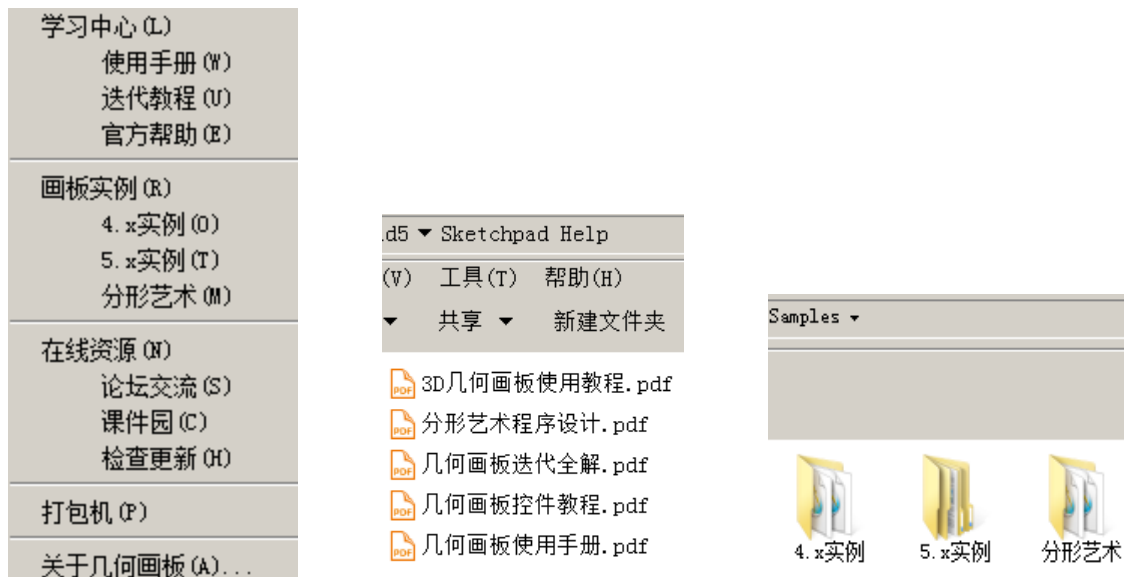 学习中心(L)
使用手册(W)
迭代教程(U)
官方帮助(E)
画板实例(R)
4.x实例(O)
5.x实例(T)
分形艺术(M)
在线资源(N)
论坛交流(S)
课件园(C)
检查更新(H)
打包机(P)
关于几何画板(A)...
.d5 ▼ Sketchpad Help
(V) 工具(T) 帮助(H)
▼ 共享 ▼ 新建文件夹
3D几何画板使用教程.pdf
分形艺术程序设计.pdf
几何画板迭代全解.pdf
几何画板控件教程.pdf
几何画板使用手册.pdf
Samples ▾
4.x实例 5.x实例 分形艺术